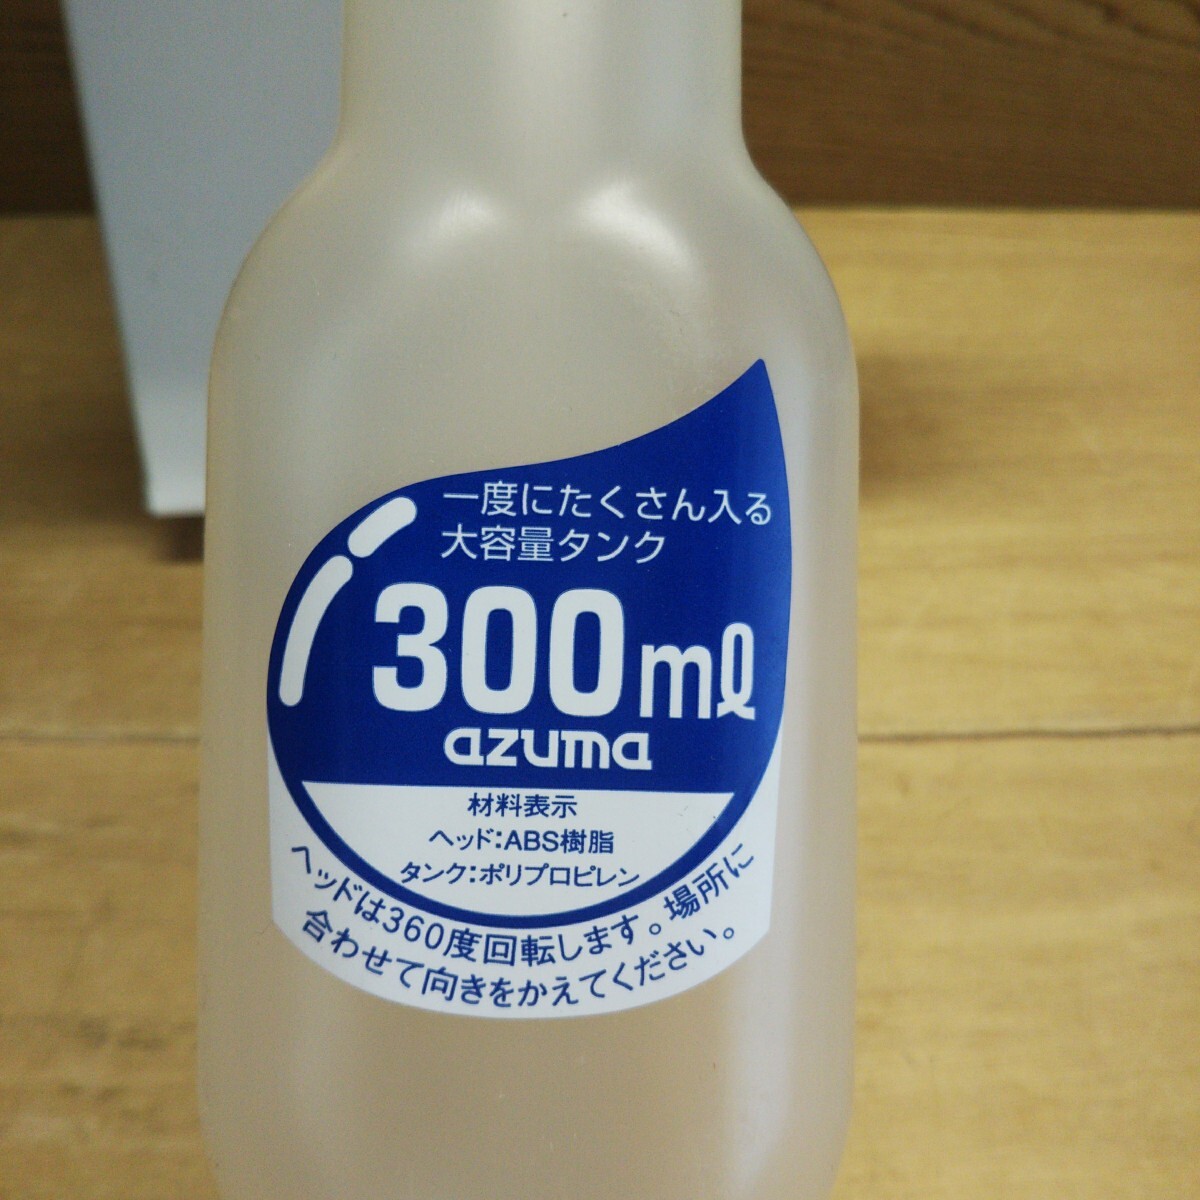 一度にたくさん入る
大容量タンク
300ml
azuma
材料表示
ヘッド:ABS樹脂
タンク:ポリプロピレン
ヘッドは360度回転します。場所に
合わせて向きをかえてください。